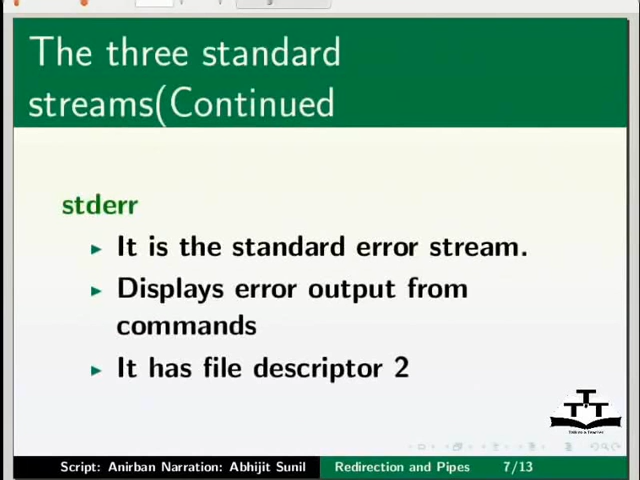 The three standard
streams(Continued
stderr
It is the standard error stream.
Displays error output from
commands
It has file descriptor 2
TTT
Script: Anirban Narration: Abhijit Sunil Redirection and Pipes 7/13